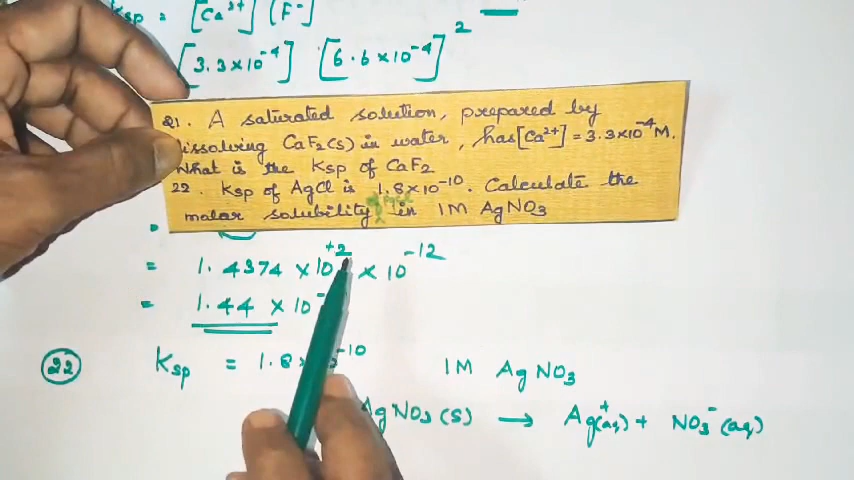 Ksp = [Ca²⁺] [F⁻]
[3.3×10⁻⁴] [6.6×10⁻⁴]²
21. A saturated solution, prepared by
dissolving CaF₂(s) in water, has [Ca²⁺] = 3.3×10⁻⁴M.
What is the Ksp of CaF₂
22. Ksp of AgCl is 1.8×10⁻¹⁰. Calculate the
molar solubility in 1M AgNO₃
= 1.4374 × 10⁺² × 10⁻¹²
= 1.44 × 10⁻
22 Ksp = 1.8 × ⁻¹⁰ 1M AgNO₃
AgNO₃(s) → Ag⁺(aq) + NO₃⁻(aq)